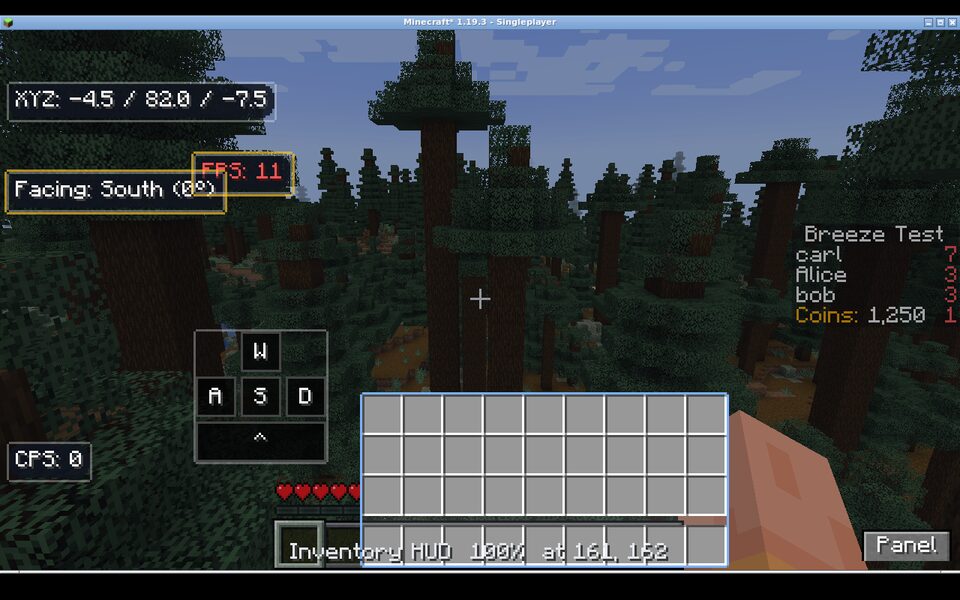 Minecraft* 1.19.3 - Singleplayer
XYZ: -4.5 / 82.0 / -7.5
FPS: 11
Facing: South (0°)
Breeze Test
carl 7
Alice 3
bob 3
Coins: 1,250 1
W
A S D
^
CPS: 0
Inventory HUD 100% at 161, 162
Panel